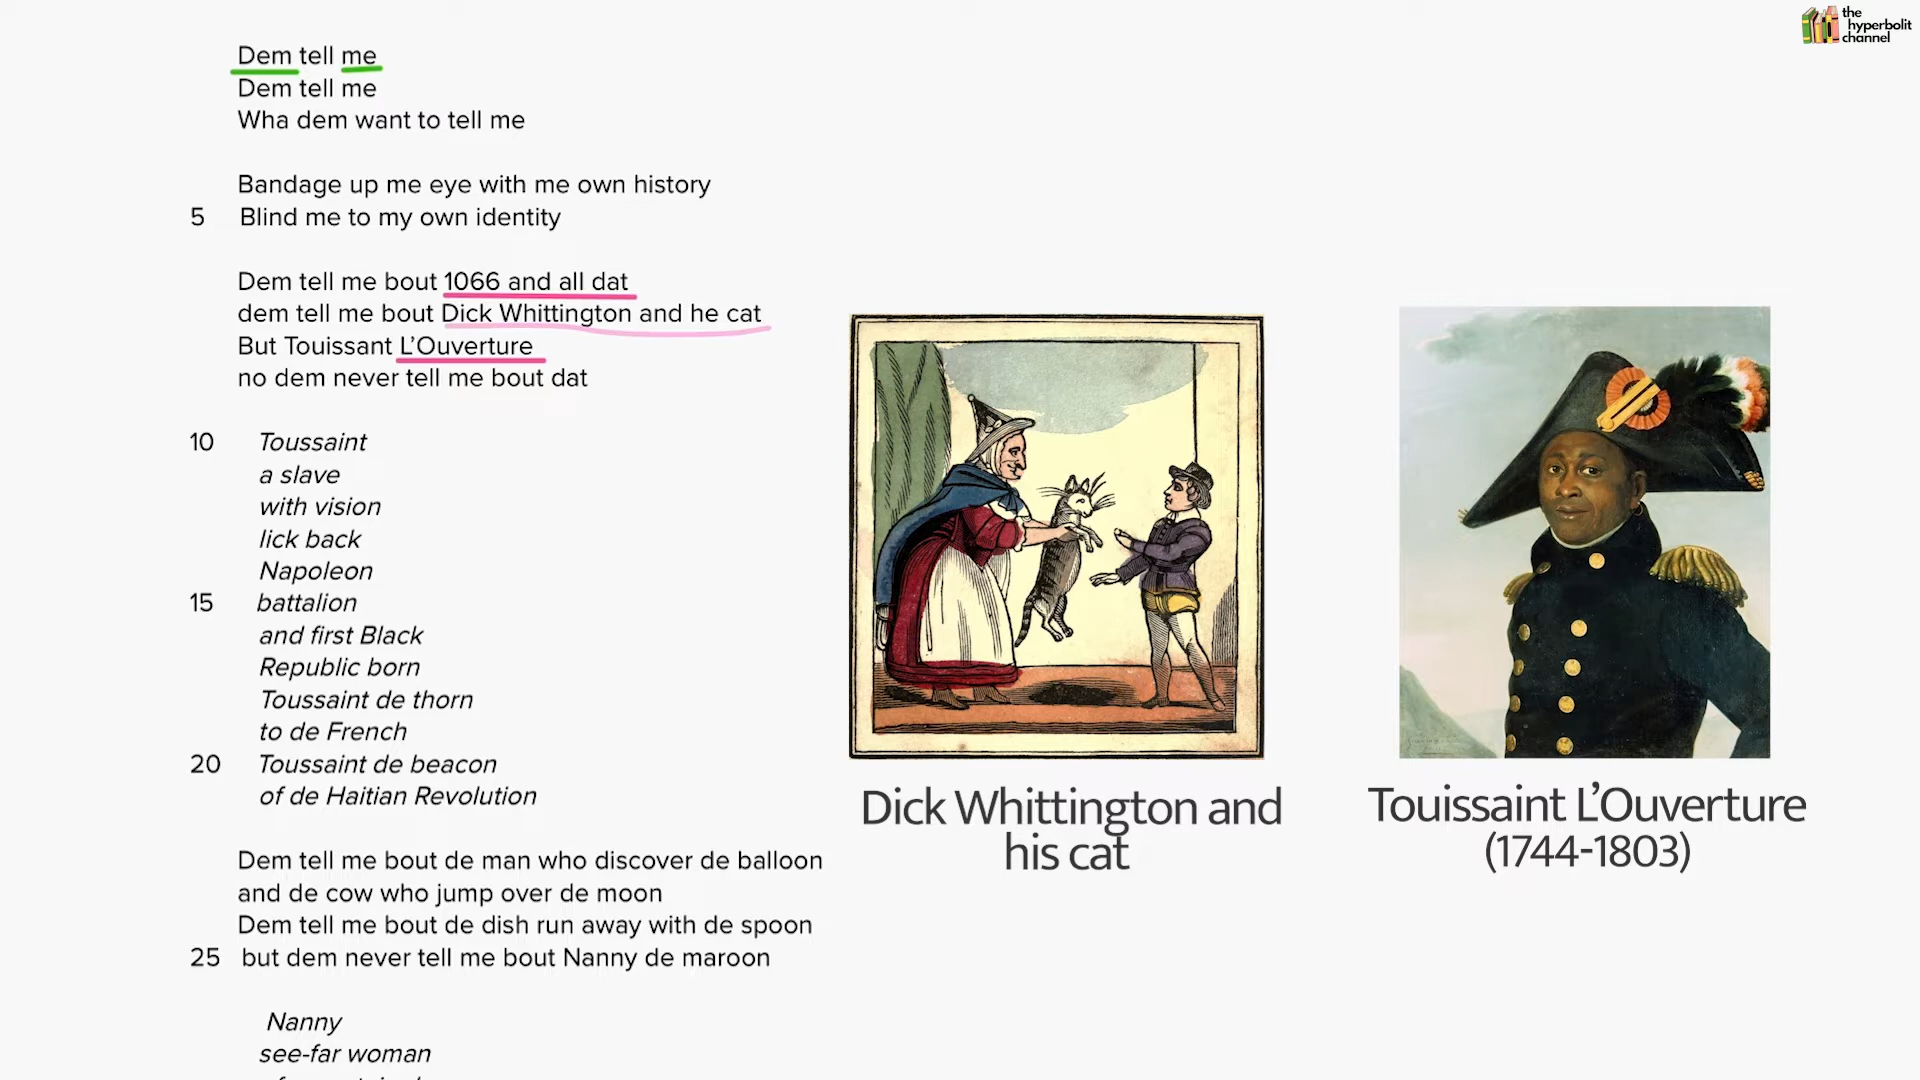 the
hyperbolit
channel
Dem tell me
Dem tell me
Wha dem want to tell me
Bandage up me eye with me own history
5 Blind me to my own identity
Dem tell me bout 1066 and all dat
dem tell me bout Dick Whittington and he cat
But Touissant L’Ouverture
no dem never tell me bout dat
10 Toussaint
a slave
with vision
lick back
Napoleon
15 battalion
and first Black
Republic born
Toussaint de thorn
to de French
20 Toussaint de beacon
of de Haitian Revolution
Dem tell me bout de man who discover de balloon
and de cow who jump over de moon
Dem tell me bout de dish run away with de spoon
25 but dem never tell me bout Nanny de maroon
Nanny
see-far woman
Dick Whittington and
his cat
Touissaint L’Ouverture
(1744-1803)